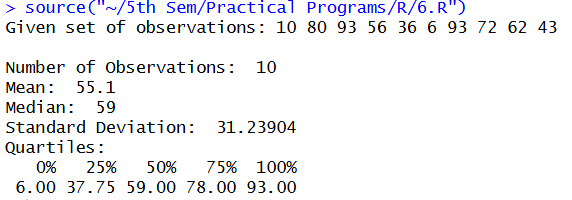 > source("~/5th Sem/Practical Programs/R/6.R")
Given set of observations: 10 80 93 56 36 6 93 72 62 43
Number of Observations:  10
Mean:  55.1
Median:  59
Standard Deviation:  31.23904
Quartiles:
   0%   25%   50%   75%  100%
 6.00 37.75 59.00 78.00 93.00